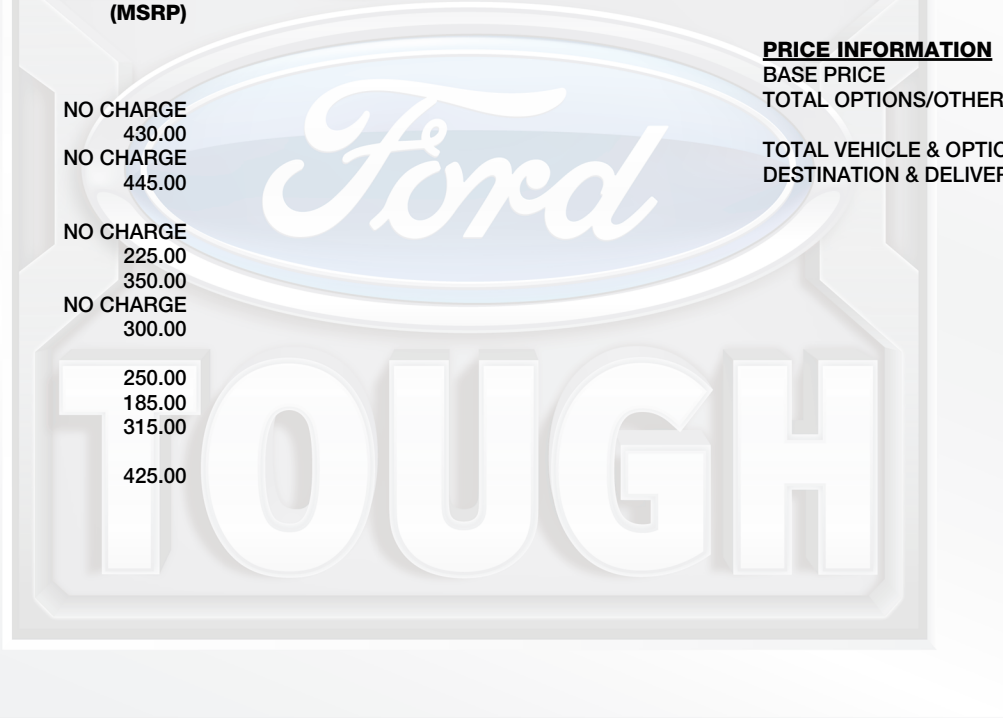 (MSRP)
NO CHARGE
430.00
NO CHARGE
445.00
NO CHARGE
225.00
350.00
NO CHARGE
300.00
250.00
185.00
315.00
425.00
PRICE INFORMATION
BASE PRICE
TOTAL OPTIONS/OTHER
TOTAL VEHICLE & OPTIO
DESTINATION & DELIVER
Ford
TOUGH